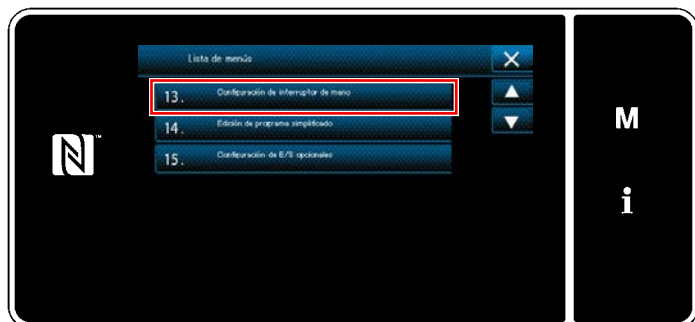 Lista de menús
13. Configuración de interruptor de mano
14. Edición de programa simplificado
15. Configuración de E/S opcionales
N
M
i